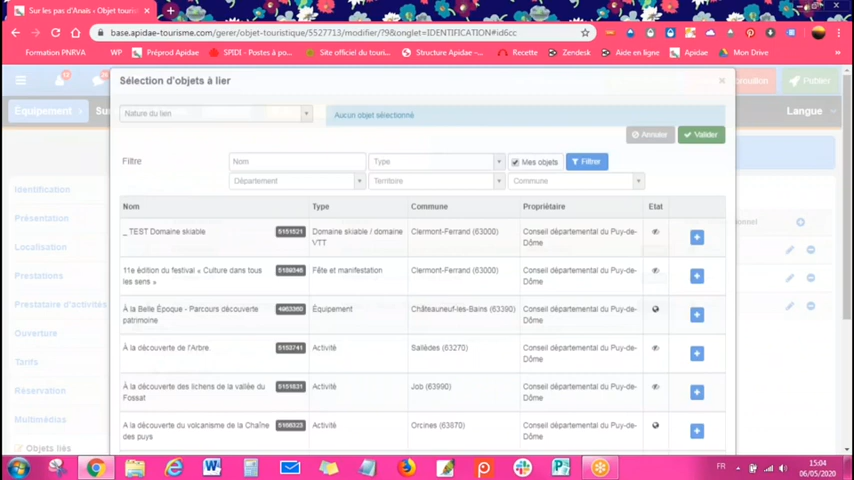 Sur les pas d'Anaïs « Objet touris
base.apidae-tourisme.com/gerer/objet-touristique/5527713/modifier/?9&onglet=IDENTIFICATION#id6cc
Formation PNRVA WP Préprod Apidae SPIDI - Postes à po... Site officiel du touri... Structure Apidae -... Recette Zendesk Aide en ligne Apidae Mon Drive
Publier
Equipement Sur Langue
Sélection d'objets à lier
Nature du lien
Aucun objet sélectionné
Annuler Valider
Filtre Nom Type Mes objets Filtrer
Département Territoire Commune
Nom Type Commune Propriétaire Etat
_ TEST Domaine skiable 5151521 Domaine skiable / domaine VTT Clermont-Ferrand (63000) Conseil départemental du Puy-de-Dôme
11e édition du festival « Culture dans tous les sens » Fête et manifestation Clermont-Ferrand (63000) Conseil départemental du Puy-de-Dôme
À la Belle Époque - Parcours découverte patrimoine 4963360 Équipement Châteauneuf-les-Bains (63390) Conseil départemental du Puy-de-Dôme
À la découverte de l'Arbre. 5153741 Activité Sallèdes (63270) Conseil départemental du Puy-de-Dôme
À la découverte des lichens de la vallée du Fossat Activité Job (63990) Conseil départemental du Puy-de-Dôme
A la découverte du volcanisme de la Chaîne des puys Activité Orcines (63870) Conseil départemental du Puy-de-Dôme
Identification
Présentation
Localisation
Prestations
Prestataire d'activités
Ouverture
Tarifs
Réservation
Multimédias
Objets liés
FR
15:04
06/05/2020